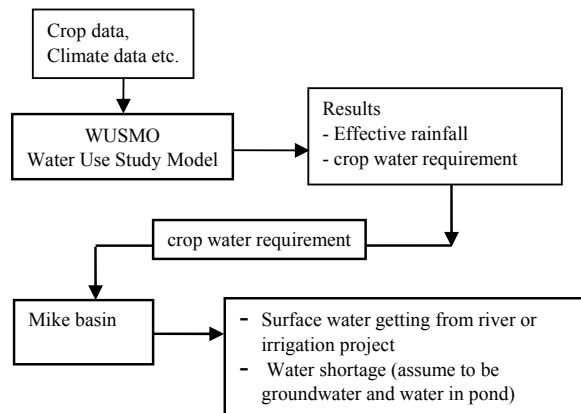 Crop data,
Climate data etc.
WUSMO
Water Use Study Model
Results
- Effective rainfall
- crop water requirement
crop water requirement
Mike basin
- Surface water getting from river or
irrigation project
- Water shortage (assume to be
groundwater and water in pond)